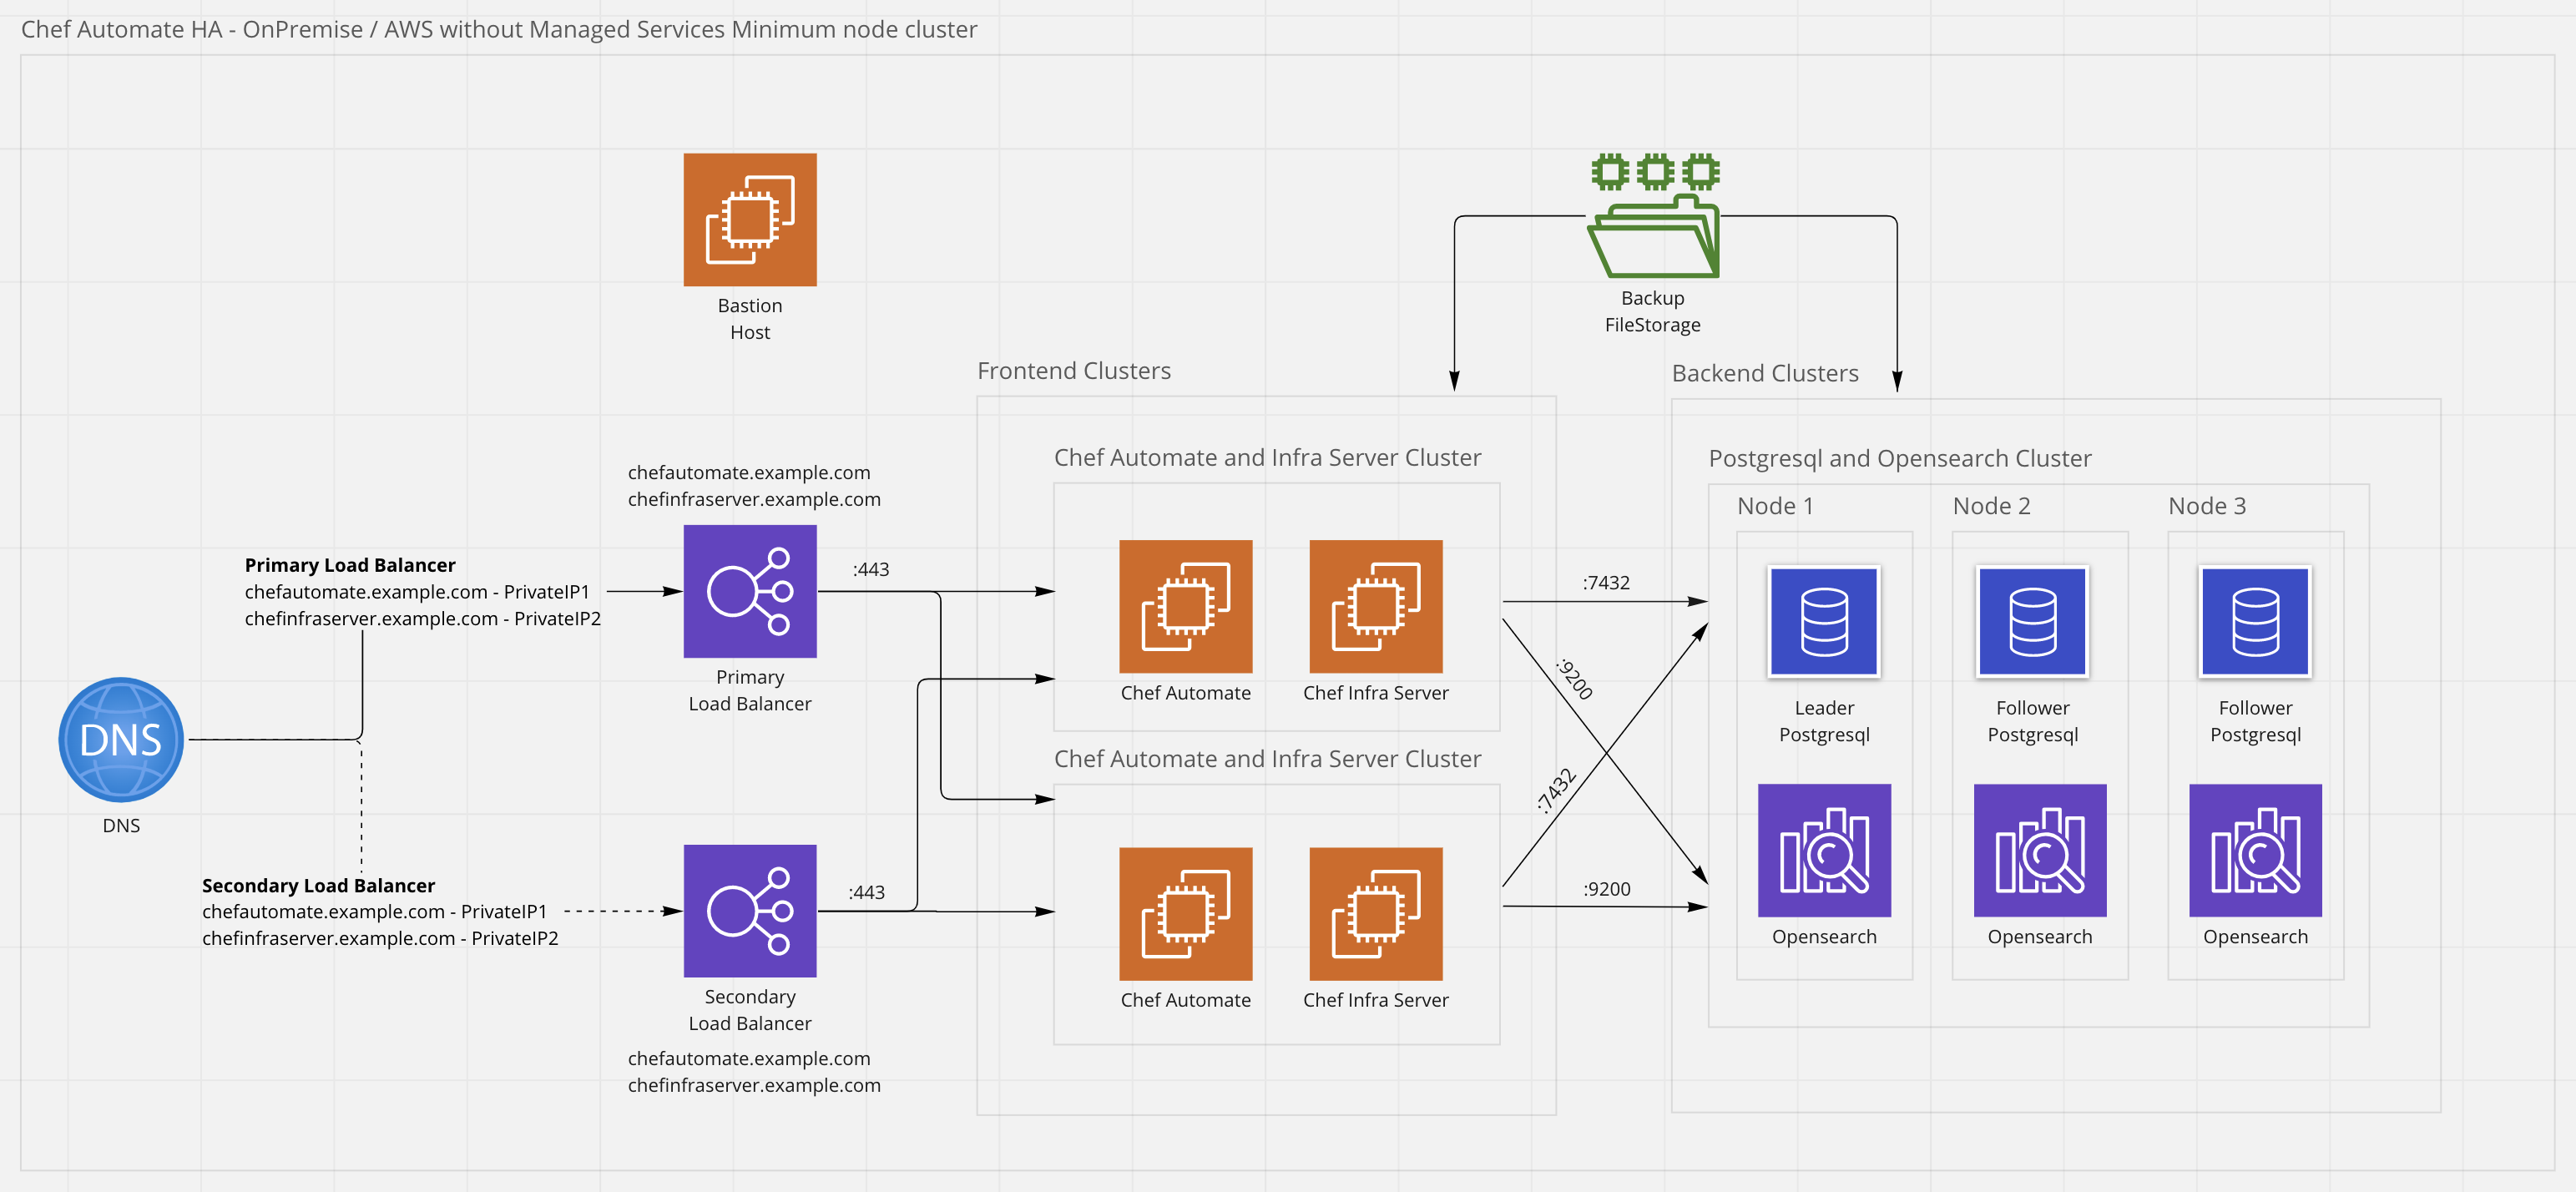 Chef Automate HA - OnPremise / AWS without Managed Services Minimum node cluster
Bastion
Host
Backup
FileStorage
Frontend Clusters
Backend Clusters
Chef Automate and Infra Server Cluster
Postgresql and Opensearch Cluster
chefautomate.example.com
chefinfraserver.example.com
Node 1
Node 2
Node 3
Primary Load Balancer
chefautomate.example.com - PrivateIP1
chefinfraserver.example.com - PrivateIP2
:443
:7432
:9200
Primary
Load Balancer
Chef Automate
Chef Infra Server
Leader
Postgresql
Follower
Postgresql
Follower
Postgresql
DNS
DNS
Chef Automate and Infra Server Cluster
:7432
Secondary Load Balancer
chefautomate.example.com - PrivateIP1
chefinfraserver.example.com - PrivateIP2
:443
:9200
Secondary
Load Balancer
chefautomate.example.com
chefinfraserver.example.com
Chef Automate
Chef Infra Server
Opensearch
Opensearch
Opensearch